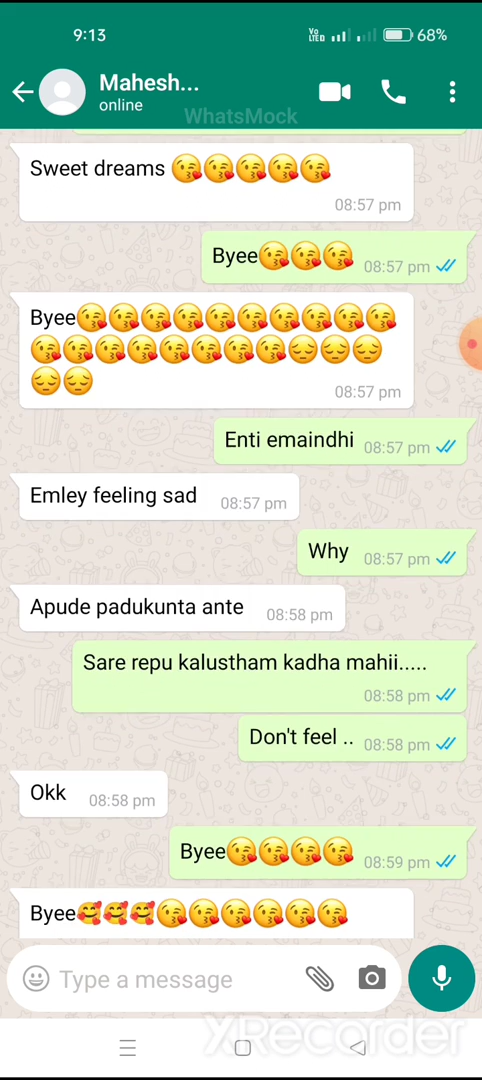 9:13
Vo LTED
68%
Mahesh...
online
WhatsMock
Sweet dreams 😘😘😘😘😘
08:57 pm
Byee😘😘😘 08:57 pm
Byee😘😘😘😘😘😘😘😘😘😘
😘😘😘😘😘😘😘😘😔😔😔
😔😔
08:57 pm
Enti emaindhi 08:57 pm
Emley feeling sad 08:57 pm
Why 08:57 pm
Apude padukunta ante 08:58 pm
Sare repu kalustham kadha mahii.....
08:58 pm
Don't feel .. 08:58 pm
Okk 08:58 pm
Byee😘😘😘😘 08:59 pm
Byee🥰🥰🥰😘😘😘😘😘😘
Type a message
XRecorder